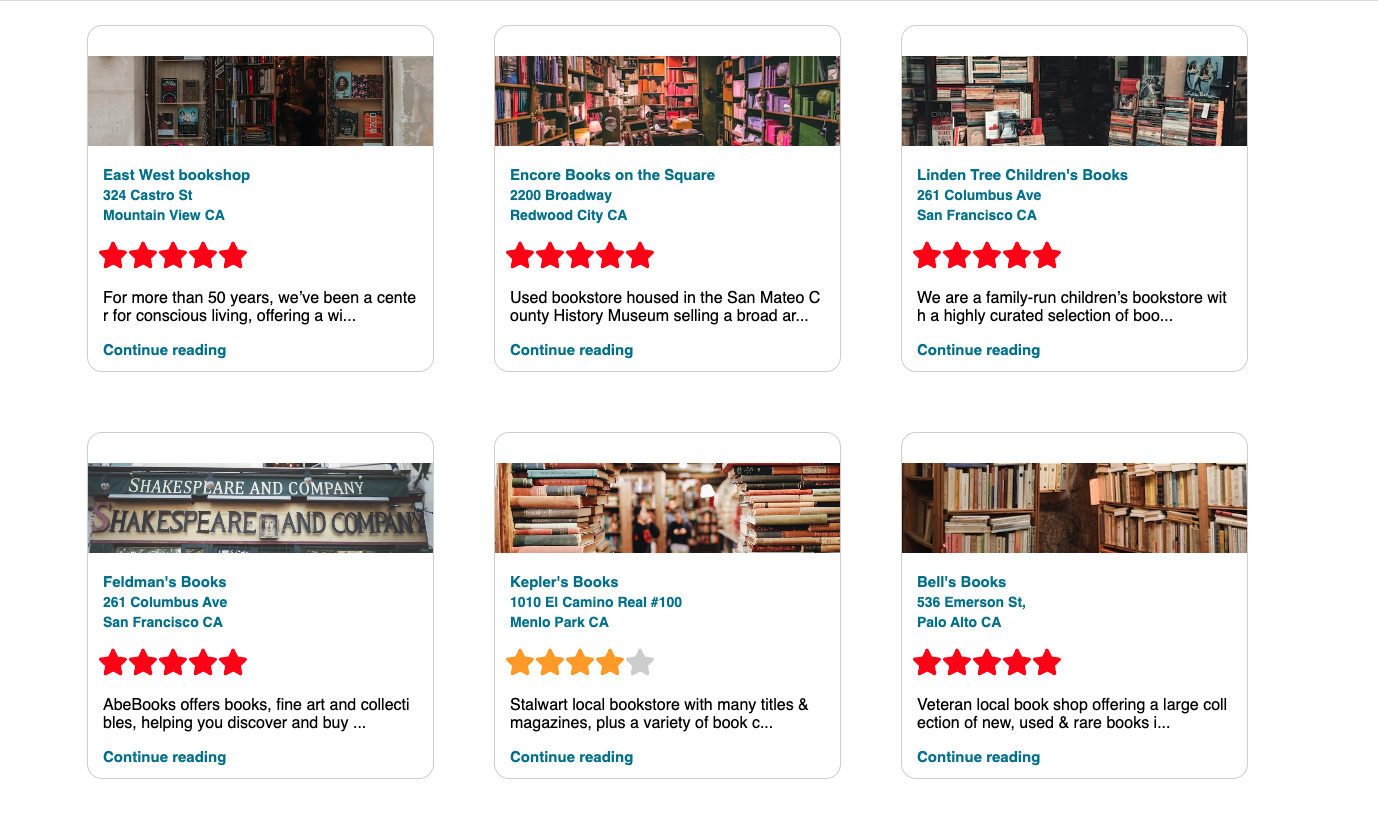 East West bookshop
324 Castro St
Mountain View CA
For more than 50 years, we’ve been a cente
r for conscious living, offering a wi...
Continue reading
Encore Books on the Square
2200 Broadway
Redwood City CA
Used bookstore housed in the San Mateo C
ounty History Museum selling a broad ar...
Continue reading
Linden Tree Children's Books
261 Columbus Ave
San Francisco CA
We are a family-run children’s bookstore wit
h a highly curated selection of boo...
Continue reading
SHAKESPEARE AND COMPANY
SHAKESPEARE AND COMPANY
Feldman's Books
261 Columbus Ave
San Francisco CA
AbeBooks offers books, fine art and collecti
bles, helping you discover and buy ...
Continue reading
Kepler's Books
1010 El Camino Real #100
Menlo Park CA
Stalwart local bookstore with many titles &
magazines, plus a variety of book c...
Continue reading
Bell's Books
536 Emerson St,
Palo Alto CA
Veteran local book shop offering a large coll
ection of new, used & rare books i...
Continue reading